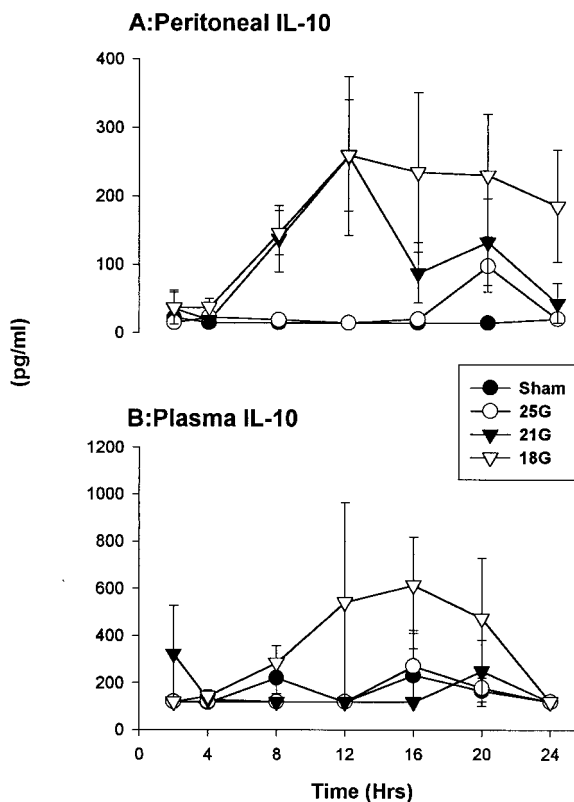 A:Peritoneal IL-10
400
300
200
100
0
(pg/ml)
Sham
25G
21G
18G
B:Plasma IL-10
1200
1000
800
600
400
200
0
0 4 8 12 16 20 24
Time (Hrs)